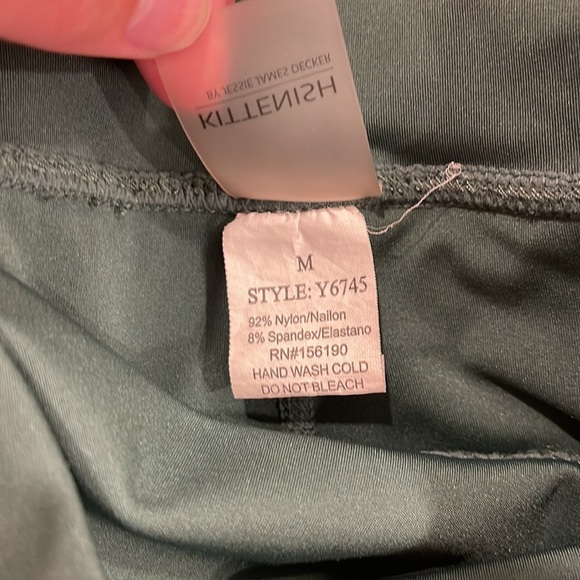 KITTENISH
BY JESSIE JAMES DECKER
M
STYLE: Y6745
92% Nylon/Nailon
8% Spandex/Elastano
RN#156190
HAND WASH COLD
DO NOT BLEACH